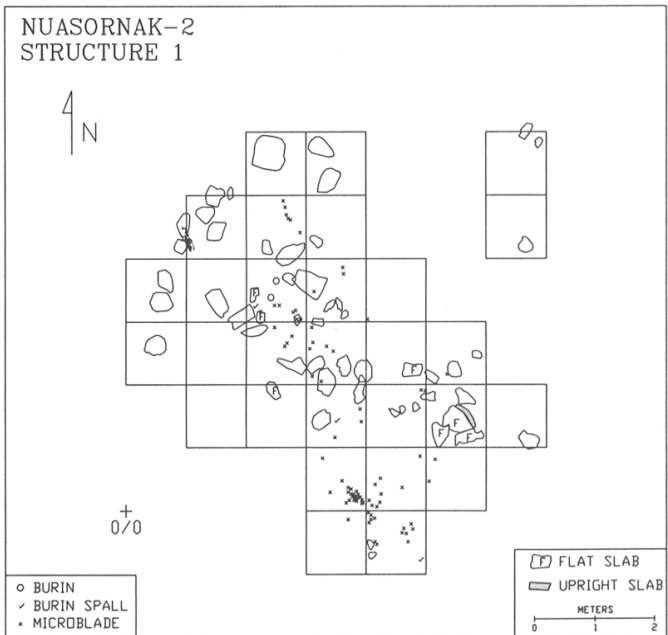 NUASORNAK-2
STRUCTURE 1
N
F
F
F
F
F
F
F
+
0/0
BURIN
BURIN SPALL
MICROBLADE
F FLAT SLAB
UPRIGHT SLAB
METERS
0 1 2